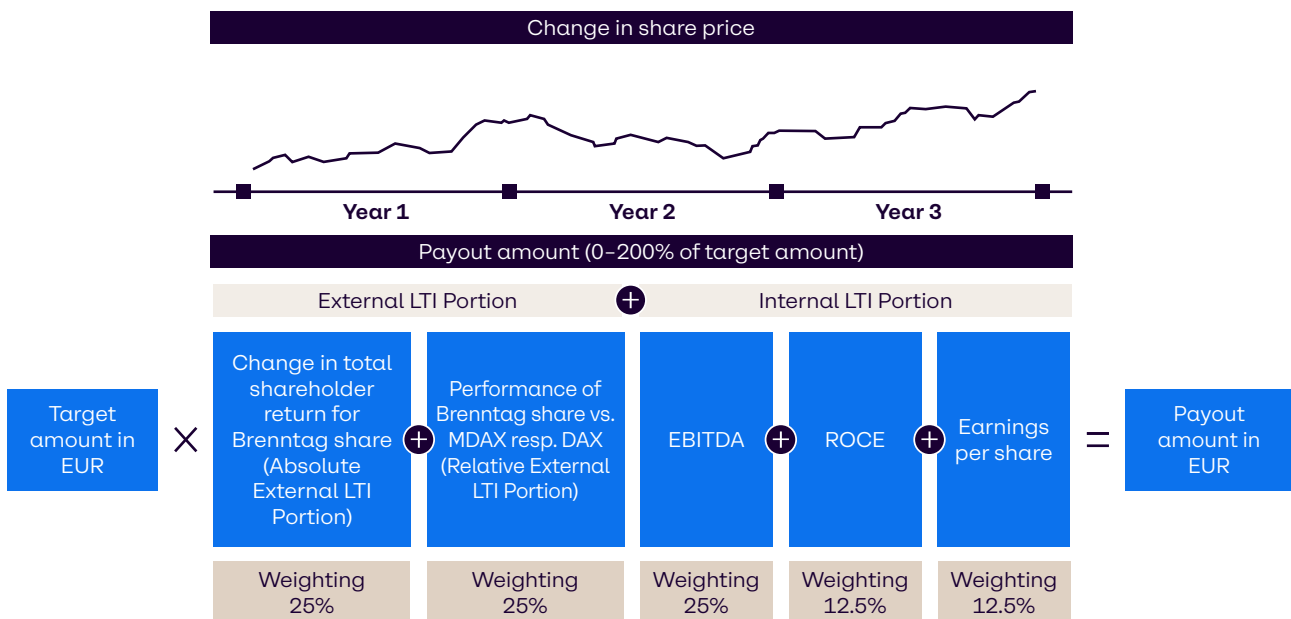 Change in share price
Year 1
Year 2
Year 3
Payout amount (0–200% of target amount)
External LTI Portion
+
Internal LTI Portion
Target
amount in
EUR
×
Change in total
shareholder
return for
Brenntag share
(Absolute
External LTI
Portion)
+
Performance of
Brenntag share vs.
MDAX resp. DAX
(Relative External
LTI Portion)
EBITDA
+
ROCE
+
Earnings
per share
=
Payout
amount in
EUR
Weighting
25%
Weighting
25%
Weighting
25%
Weighting
12.5%
Weighting
12.5%